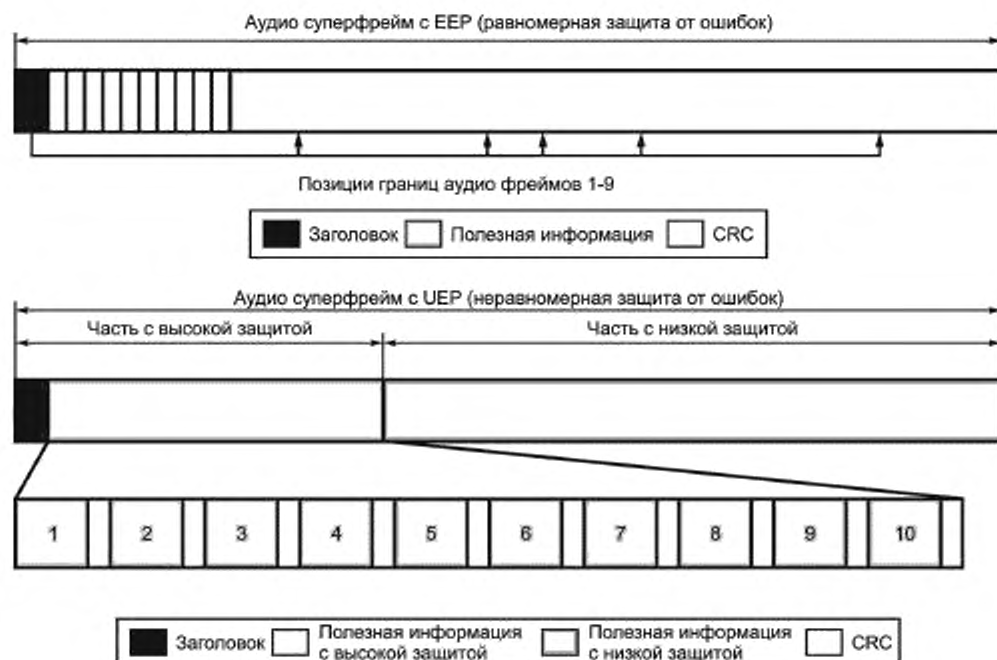 Аудио суперфрейм с EEP (равномерная защита от ошибок)
Позиции границ аудио фреймов 1-9
Заголовок Полезная информация CRC
Аудио суперфрейм с UEP (неравномерная защита от ошибок)
Часть с высокой защитой Часть с низкой защитой
1 2 3 4 5 6 7 8 9 10
Заголовок Полезная информация с высокой защитой Полезная информация с низкой защитой CRC